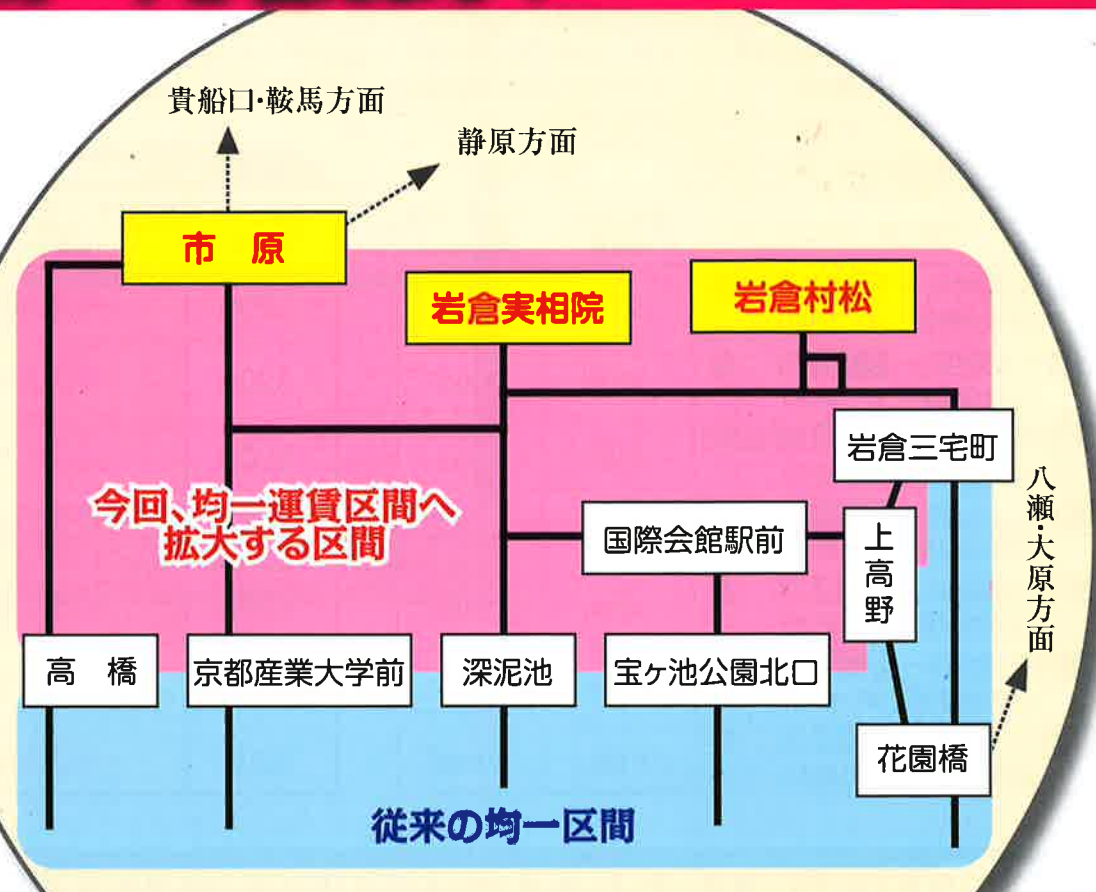 貴船口・鞍馬方面
静原方面
市　原
岩倉実相院
岩倉村松
岩倉三宅町
今回、均一運賃区間へ
拡大する区間
国際会館駅前
上高野
八瀬・大原方面
高　橋
京都産業大学前
深泥池
宝ヶ池公園北口
花園橋
従来の均一区間